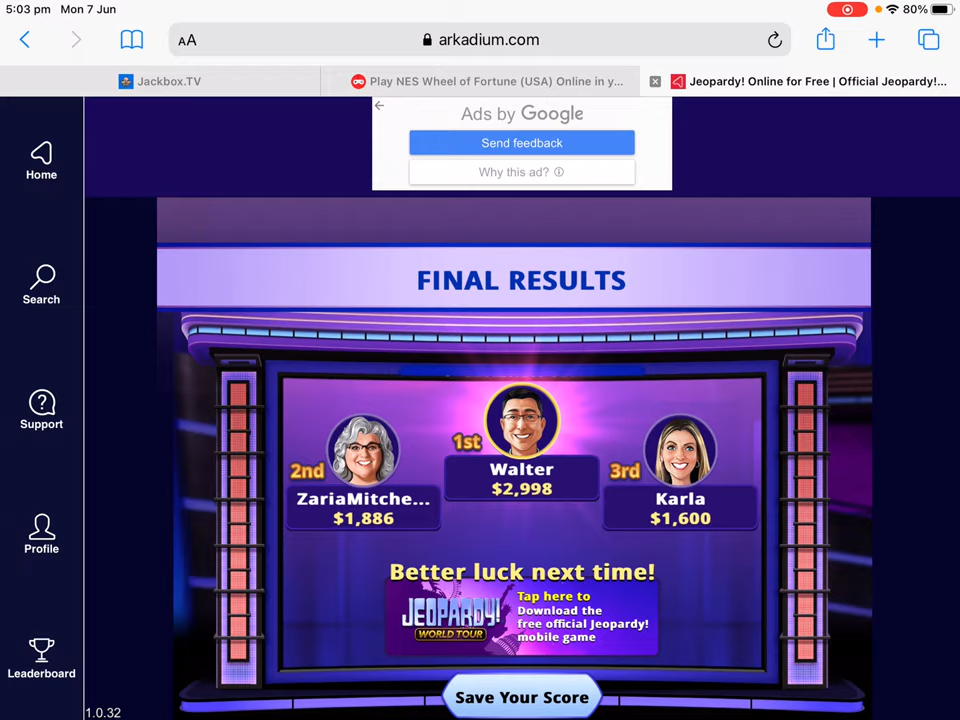 5:03 pm Mon 7 Jun
80%
AA
arkadium.com
Jackbox.TV
Play NES Wheel of Fortune (USA) Online in y...
Jeopardy! Online for Free | Official Jeopardy!...
Ads by Google
Send feedback
Why this ad?
Home
Search
Support
Profile
Leaderboard
FINAL RESULTS
1st
Walter
$2,998
2nd
ZariaMitche...
$1,886
3rd
Karla
$1,600
Better luck next time!
JEOPARDY!
WORLD TOUR
Tap here to
Download the
free official Jeopardy!
mobile game
Save Your Score
1.0.32